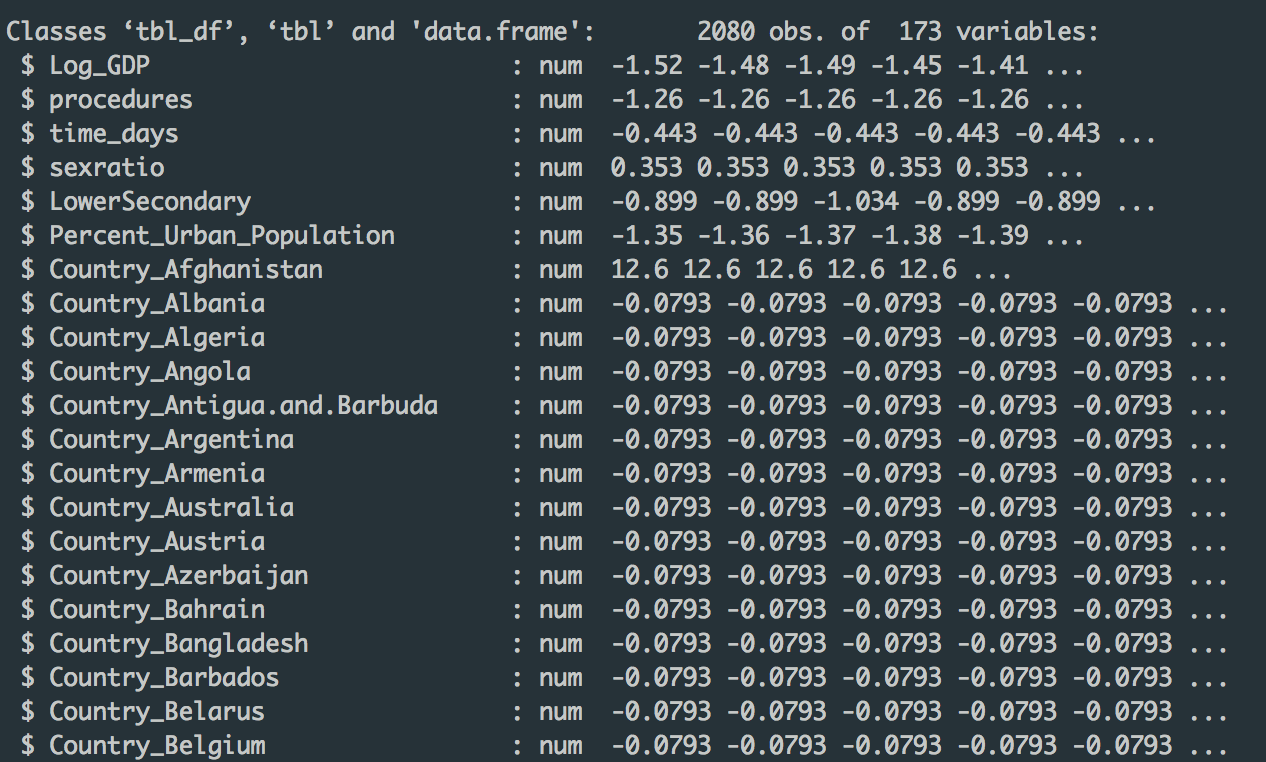 Classes ‘tbl_df’, ‘tbl’ and 'data.frame':       2080 obs. of  173 variables:
 $ Log_GDP                         : num  -1.52 -1.48 -1.49 -1.45 -1.41 ...
 $ procedures                      : num  -1.26 -1.26 -1.26 -1.26 -1.26 ...
 $ time_days                       : num  -0.443 -0.443 -0.443 -0.443 -0.443 ...
 $ sexratio                        : num  0.353 0.353 0.353 0.353 0.353 ...
 $ LowerSecondary                  : num  -0.899 -0.899 -1.034 -0.899 -0.899 ...
 $ Percent_Urban_Population        : num  -1.35 -1.36 -1.37 -1.38 -1.39 ...
 $ Country_Afghanistan             : num  12.6 12.6 12.6 12.6 12.6 ...
 $ Country_Albania                 : num  -0.0793 -0.0793 -0.0793 -0.0793 -0.0793 ...
 $ Country_Algeria                 : num  -0.0793 -0.0793 -0.0793 -0.0793 -0.0793 ...
 $ Country_Angola                  : num  -0.0793 -0.0793 -0.0793 -0.0793 -0.0793 ...
 $ Country_Antigua.and.Barbuda     : num  -0.0793 -0.0793 -0.0793 -0.0793 -0.0793 ...
 $ Country_Argentina               : num  -0.0793 -0.0793 -0.0793 -0.0793 -0.0793 ...
 $ Country_Armenia                 : num  -0.0793 -0.0793 -0.0793 -0.0793 -0.0793 ...
 $ Country_Australia               : num  -0.0793 -0.0793 -0.0793 -0.0793 -0.0793 ...
 $ Country_Austria                 : num  -0.0793 -0.0793 -0.0793 -0.0793 -0.0793 ...
 $ Country_Azerbaijan              : num  -0.0793 -0.0793 -0.0793 -0.0793 -0.0793 ...
 $ Country_Bahrain                 : num  -0.0793 -0.0793 -0.0793 -0.0793 -0.0793 ...
 $ Country_Bangladesh              : num  -0.0793 -0.0793 -0.0793 -0.0793 -0.0793 ...
 $ Country_Barbados                : num  -0.0793 -0.0793 -0.0793 -0.0793 -0.0793 ...
 $ Country_Belarus                 : num  -0.0793 -0.0793 -0.0793 -0.0793 -0.0793 ...
 $ Country_Belgium                 : num  -0.0793 -0.0793 -0.0793 -0.0793 -0.0793 ...